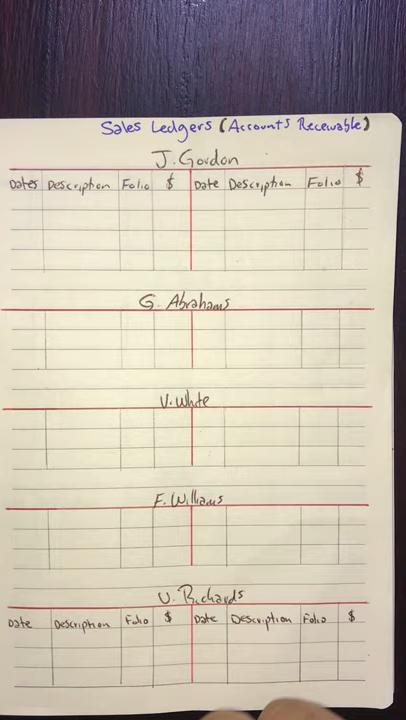 Sales Ledgers (Accounts Receivable)
J. Gordon
Dates Description Folio $ Date Description Folio $
G. Abrahams
V. White
F. Williams
U. Richards
Date Description Folio $ Date Description Folio $